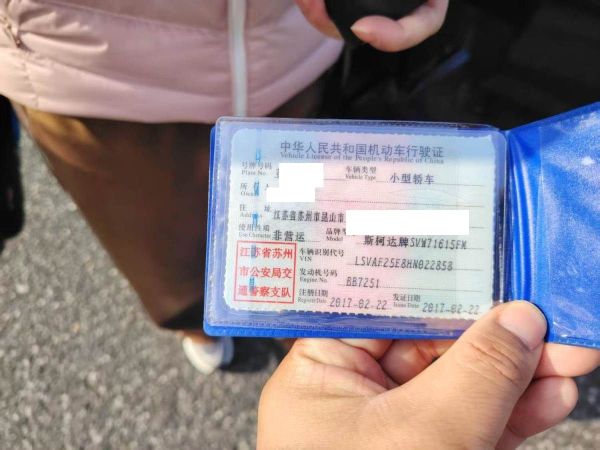 中华人民共和国机动车行驶证
Vehicle License of the People's Republic of China
号牌号码 车辆类型 小型轿车
Plate No. Vehicle Type
所
住 址 江苏省苏州市昆山市
Address
使用性质 非营运 品牌型 斯柯达牌SVW71615FM
Use Character Model
江苏省苏州 车辆识别代号 LSVAF25E8HN022858
市公安局交 VIN
通警察支队 发动机号码 BB7251
Engine No.
注册日期 2017-02-22 发证日期 2017-02-22
Register Date Issue Date